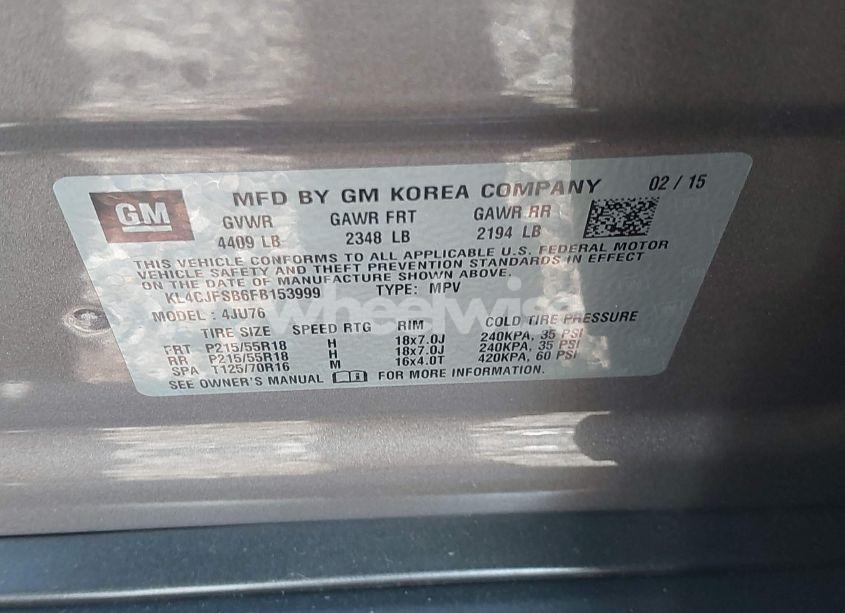 GM
MFD BY GM KOREA COMPANY 02 / 15
GVWR GAWR FRT GAWR RR
4409 LB 2348 LB 2194 LB
THIS VEHICLE CONFORMS TO ALL APPLICABLE U.S. FEDERAL MOTOR
VEHICLE SAFETY AND THEFT PREVENTION STANDARDS IN EFFECT
ON THE DATE OF MANUFACTURE SHOWN ABOVE.
KL4CJFSB6FB153999 TYPE: MPV
wheelwise
MODEL : 4JU76
TIRE SIZE SPEED RTG RIM COLD TIRE PRESSURE
FRT P215/55R18 H 18x7.0J 240KPA, 35 PSI
RR P215/55R18 H 18x7.0J 240KPA, 35 PSI
SPA T125/70R16 M 16x4.0T 420KPA, 60 PSI
SEE OWNER'S MANUAL FOR MORE INFORMATION.